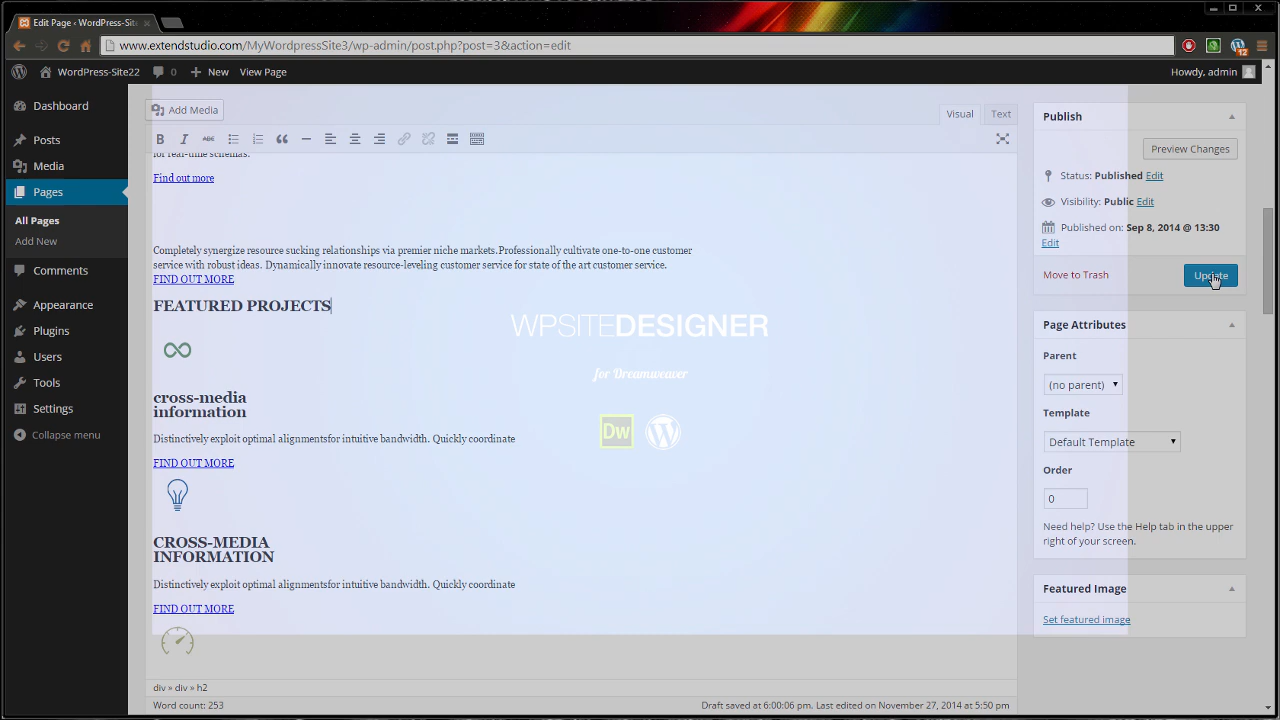 Edit Page ‹ WordPress-Site
www.extendstudio.com/MyWordpressSite3/wp-admin/post.php?post=3&action=edit
12
WordPress-Site22
0
New
View Page
Howdy, admin
Dashboard
Posts
Media
Pages
All Pages
Add New
Comments
Appearance
Plugins
Users
Tools
Settings
Collapse menu
Add Media
Visual
Text
B
I
ABC
for real-time schemas.
Find out more
Completely synergize resource sucking relationships via premier niche markets.Professionally cultivate one-to-one customer
service with robust ideas. Dynamically innovate resource-leveling customer service for state of the art customer service.
FIND OUT MORE
FEATURED PROJECTS
cross-media
information
Distinctively exploit optimal alignmentsfor intuitive bandwidth. Quickly coordinate
FIND OUT MORE
CROSS-MEDIA
INFORMATION
Distinctively exploit optimal alignmentsfor intuitive bandwidth. Quickly coordinate
FIND OUT MORE
WPSITEDESIGNER
for Dreamweaver
Dw
div » div » h2
Word count: 253
Draft saved at 6:00:06 pm. Last edited on November 27, 2014 at 5:50 pm
Publish
Preview Changes
Status: Published Edit
Visibility: Public Edit
Published on: Sep 8, 2014 @ 13:30
Edit
Move to Trash
Update
Page Attributes
Parent
(no parent)
Template
Default Template
Order
0
Need help? Use the Help tab in the upper
right of your screen.
Featured Image
Set featured image